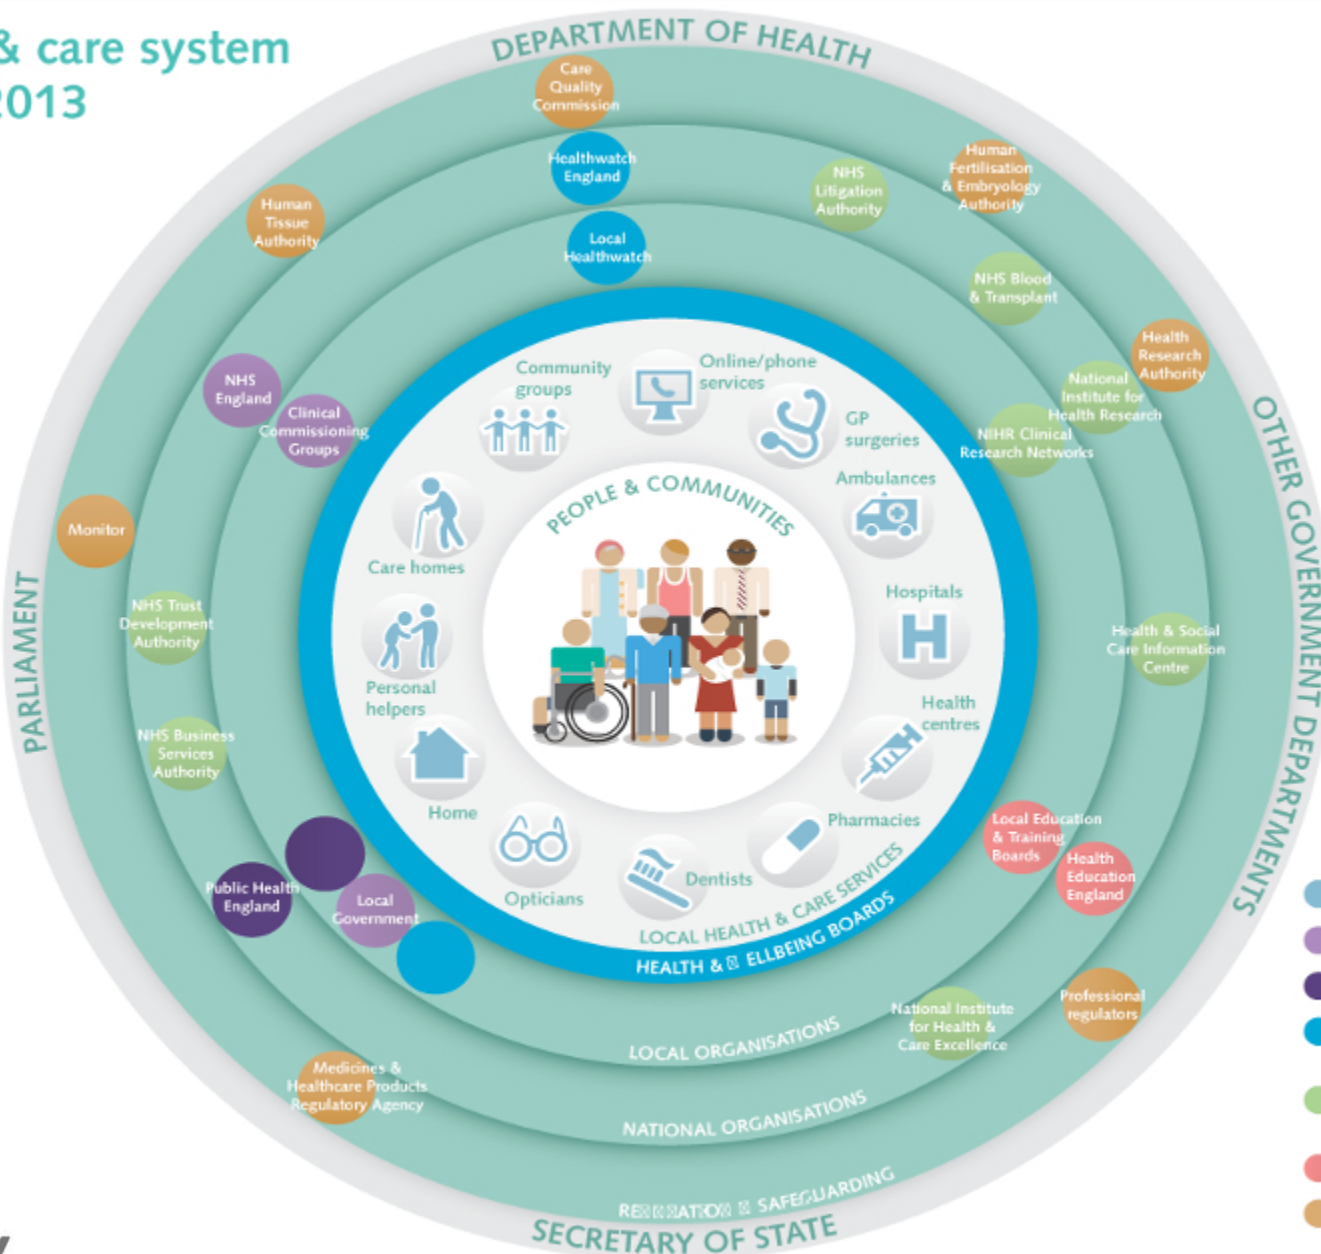 & care system
2013
DEPARTMENT OF HEALTH
Care
Quality
Commission
Healthwatch
England
Local
Healthwatch
NHS
Litigation
Authority
Human
Fertilisation
& Embryology
Authority
Human
Tissue
Authority
NHS Blood
& Transplant
Health
Research
Authority
National
Institute for
Health Research
NIHR Clinical
Research Networks
NHS
England
Clinical
Commissioning
Groups
Community
groups
Online/phone
services
GP
surgeries
Ambulances
PEOPLE & COMMUNITIES
OTHER GOVERNMENT DEPARTMENTS
Monitor
Care homes
Hospitals
PARLIAMENT
NHS Trust
Development
Authority
Health & Social
Care Information
Centre
Personal
helpers
Health
centres
NHS Business
Services
Authority
Home
Pharmacies
Opticians
Dentists
Local Education
& Training
Boards
Health
Education
England
Public Health
England
Local
Government
LOCAL HEALTH & CARE SERVICES
HEALTH & ELLBEING BOARDS
National Institute
for Health &
Care Excellence
Professional
regulators
LOCAL ORGANISATIONS
Medicines &
Healthcare Products
Regulatory Agency
NATIONAL ORGANISATIONS
SAFEGUARDING
SECRETARY OF STATE